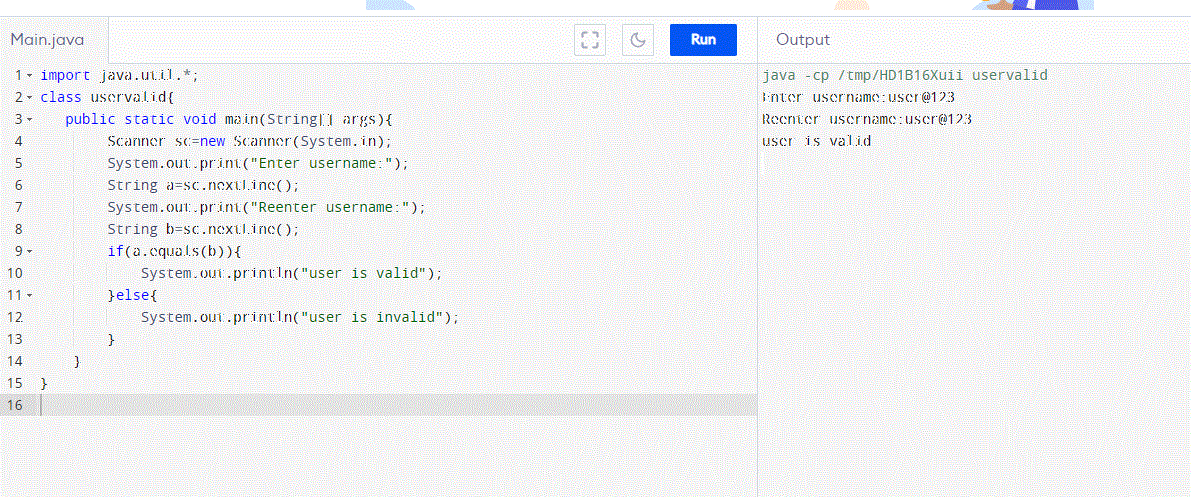 Main.java
Run
1 import java.util.*;
2 class uservalid{
3 public static void main(String[] args){
4 Scanner sc=new Scanner(System.in);
5 System.out.print("Enter username:");
6 String a=sc.nextLine();
7 System.out.print("Reenter username:");
8 String b=sc.nextLine();
9 if(a.equals(b)){
10 System.out.println("user is valid");
11 }else{
12 System.out.println("user is invalid");
13 }
14 }
15 }
16
Output
java -cp /tmp/HD1B16Xuii uservalid
Enter username:user@123
Reenter username:user@123
user is valid